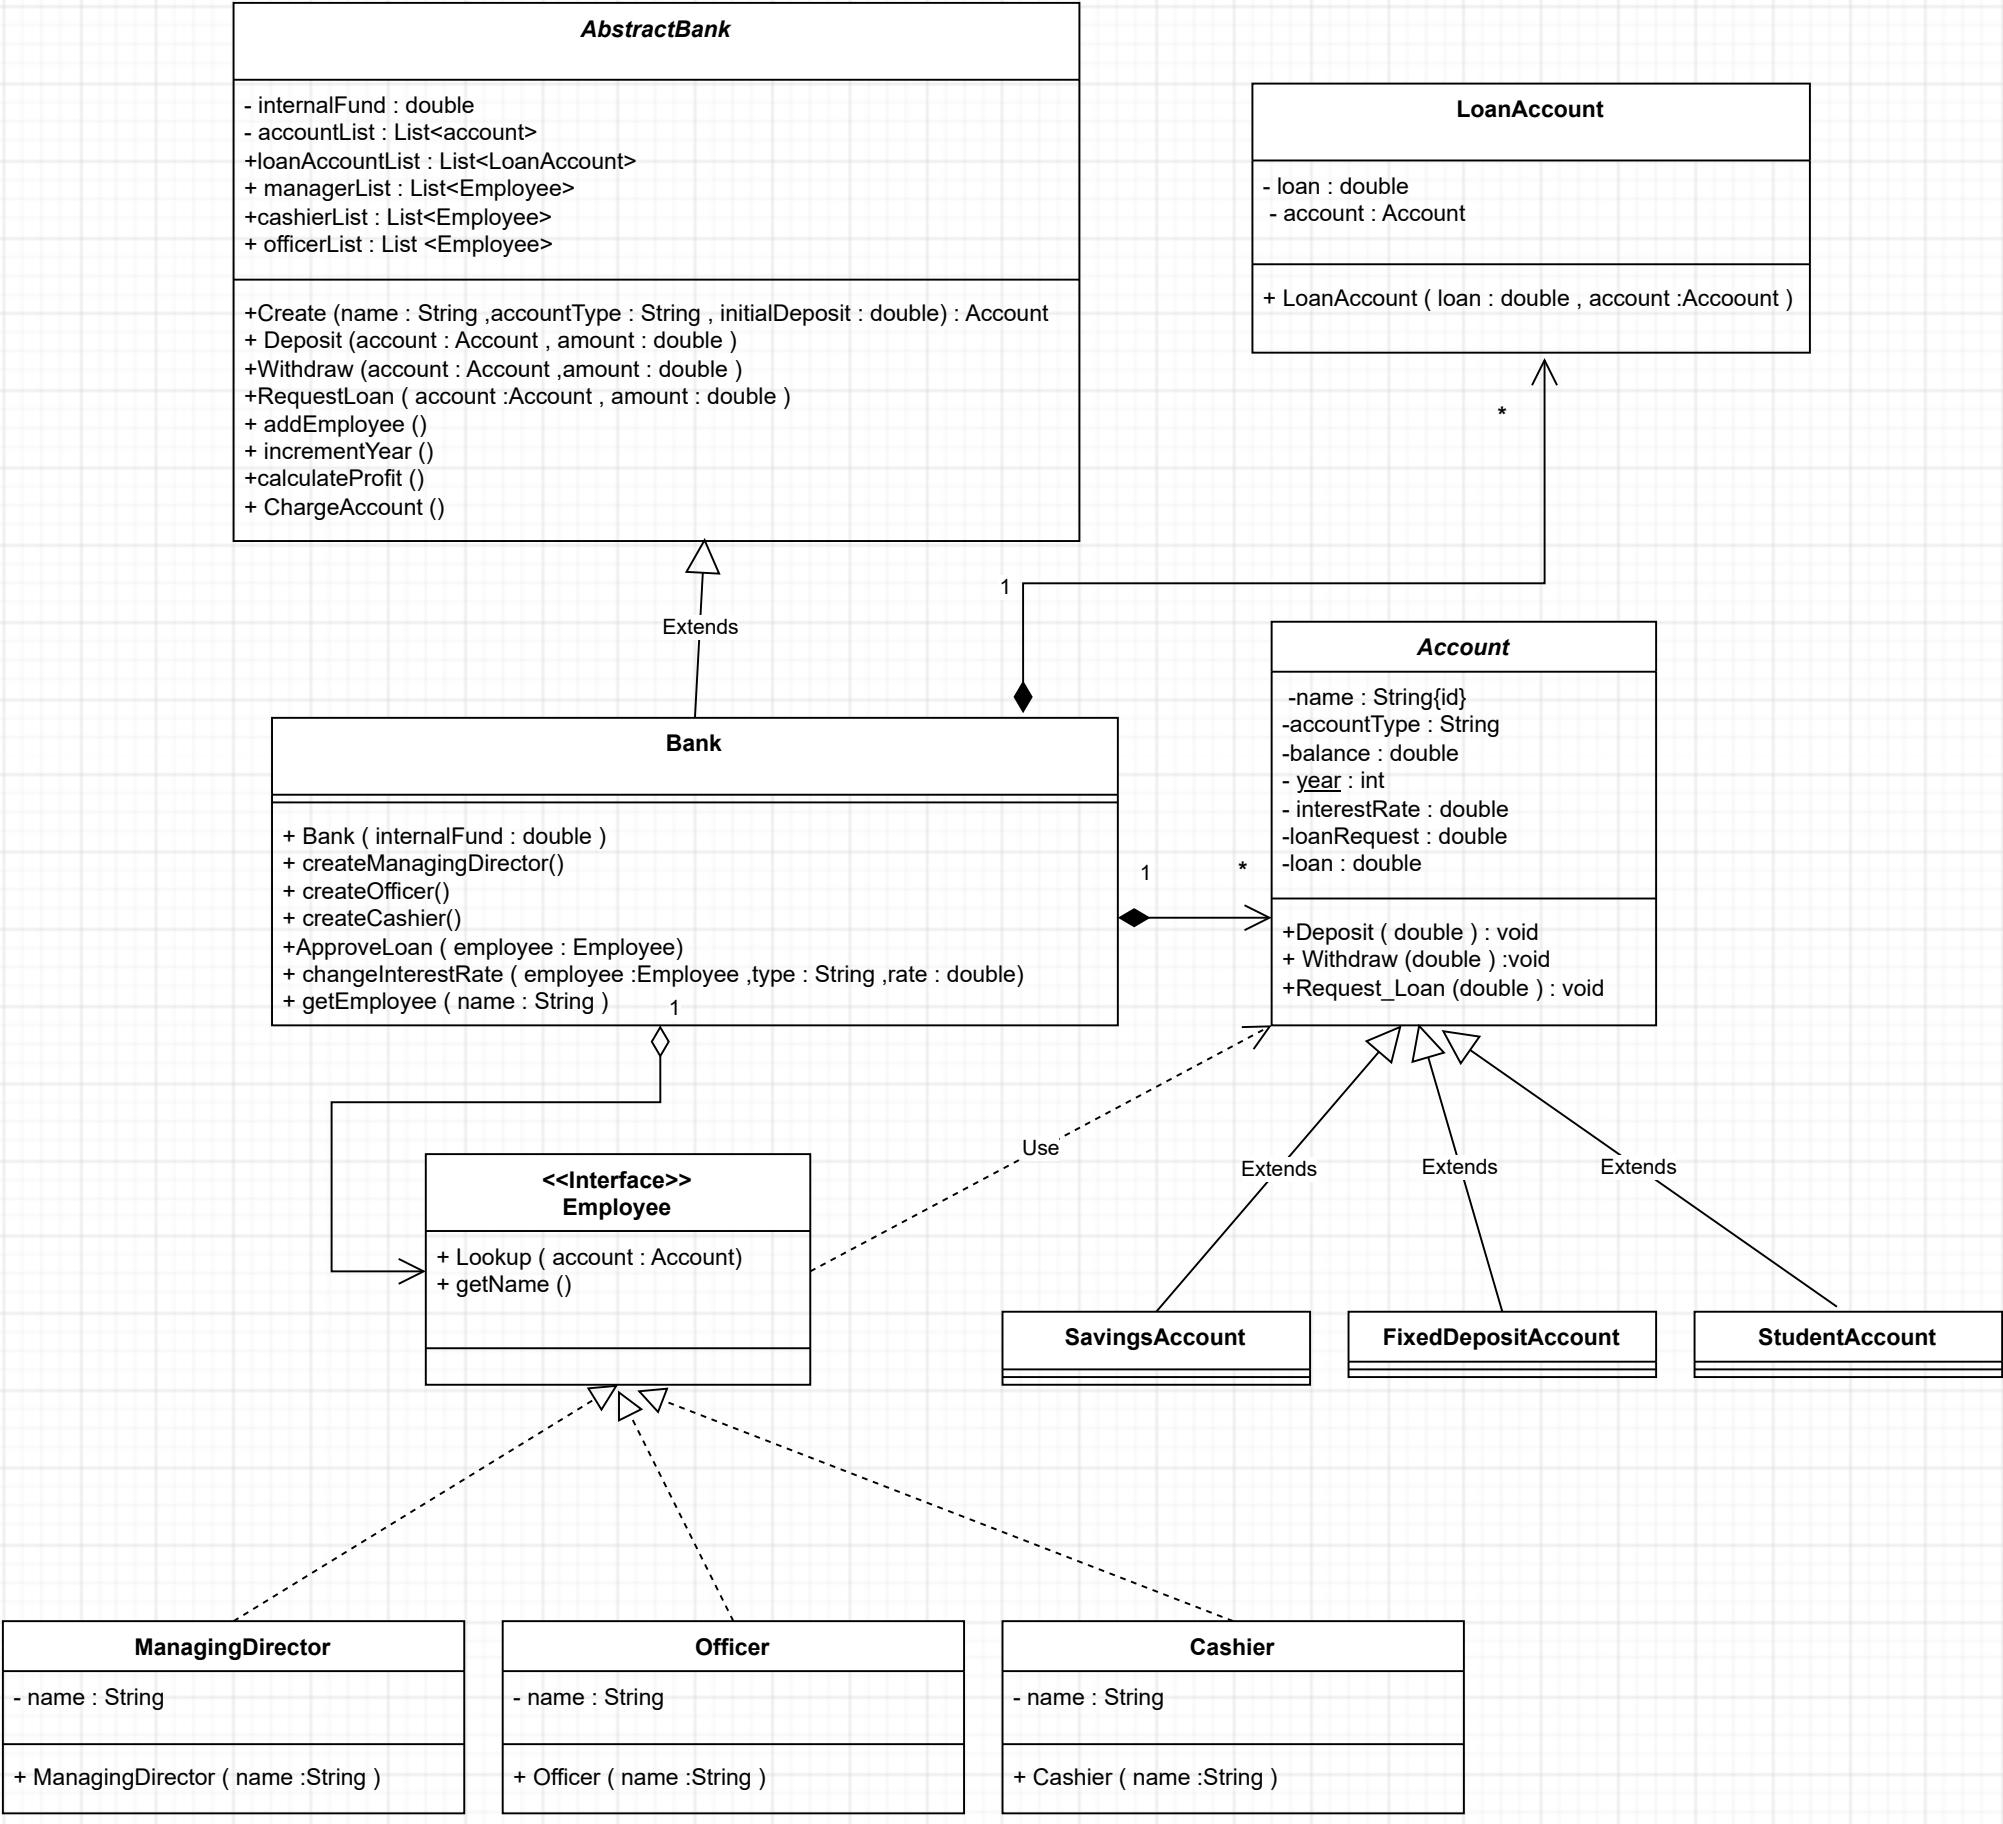 AbstractBank
- internalFund : double
- accountList : List<account>
+loanAccountList : List<LoanAccount>
+ managerList : List<Employee>
+cashierList : List<Employee>
+ officerList : List <Employee>
+Create (name : String ,accountType : String , initialDeposit : double) : Account
+ Deposit (account : Account , amount : double )
+Withdraw (account : Account ,amount : double )
+RequestLoan ( account :Account , amount : double )
+ addEmployee ()
+ incrementYear ()
+calculateProfit ()
+ ChargeAccount ()
LoanAccount
- loan : double
- account : Account
+ LoanAccount ( loan : double , account :Accoount )
*
1
Extends
Bank
+ Bank ( internalFund : double )
+ createManagingDirector()
+ createOfficer()
+ createCashier()
+ApproveLoan ( employee : Employee)
+ changeInterestRate ( employee :Employee ,type : String ,rate : double)
+ getEmployee ( name : String )
1
1
*
Account
-name : String{id}
-accountType : String
-balance : double
- year : int
- interestRate : double
-loanRequest : double
-loan : double
+Deposit ( double ) : void
+ Withdraw (double ) :void
+Request_Loan (double ) : void
Use
Extends
Extends
Extends
<<Interface>>
Employee
+ Lookup ( account : Account)
+ getName ()
SavingsAccount
FixedDepositAccount
StudentAccount
ManagingDirector
- name : String
+ ManagingDirector ( name :String )
Officer
- name : String
+ Officer ( name :String )
Cashier
- name : String
+ Cashier ( name :String )